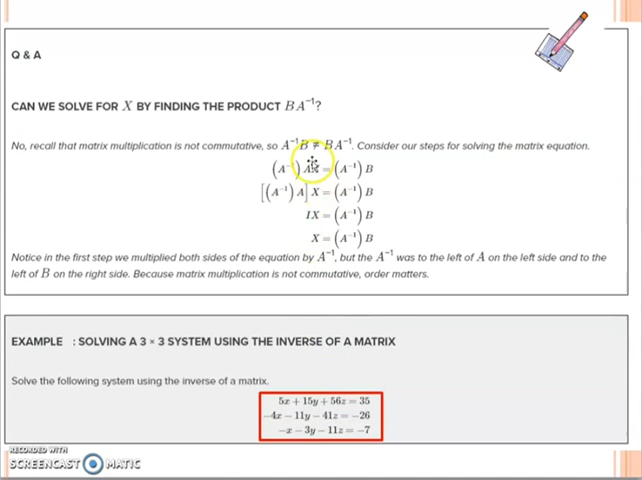 Q & A
CAN WE SOLVE FOR X BY FINDING THE PRODUCT BA⁻¹?
No, recall that matrix multiplication is not commutative, so A⁻¹B ≠ BA⁻¹. Consider our steps for solving the matrix equation.
(A⁻¹) AX = (A⁻¹) B
[(A⁻¹) A] X = (A⁻¹) B
IX = (A⁻¹) B
X = (A⁻¹) B
Notice in the first step we multiplied both sides of the equation by A⁻¹, but the A⁻¹ was to the left of A on the left side and to the
left of B on the right side. Because matrix multiplication is not commutative, order matters.
EXAMPLE : SOLVING A 3 × 3 SYSTEM USING THE INVERSE OF A MATRIX
Solve the following system using the inverse of a matrix.
5x + 15y + 56z = 35
−4x − 11y − 41z = −26
−x − 3y − 11z = −7
RECORDED WITH
SCREENCAST MATIC